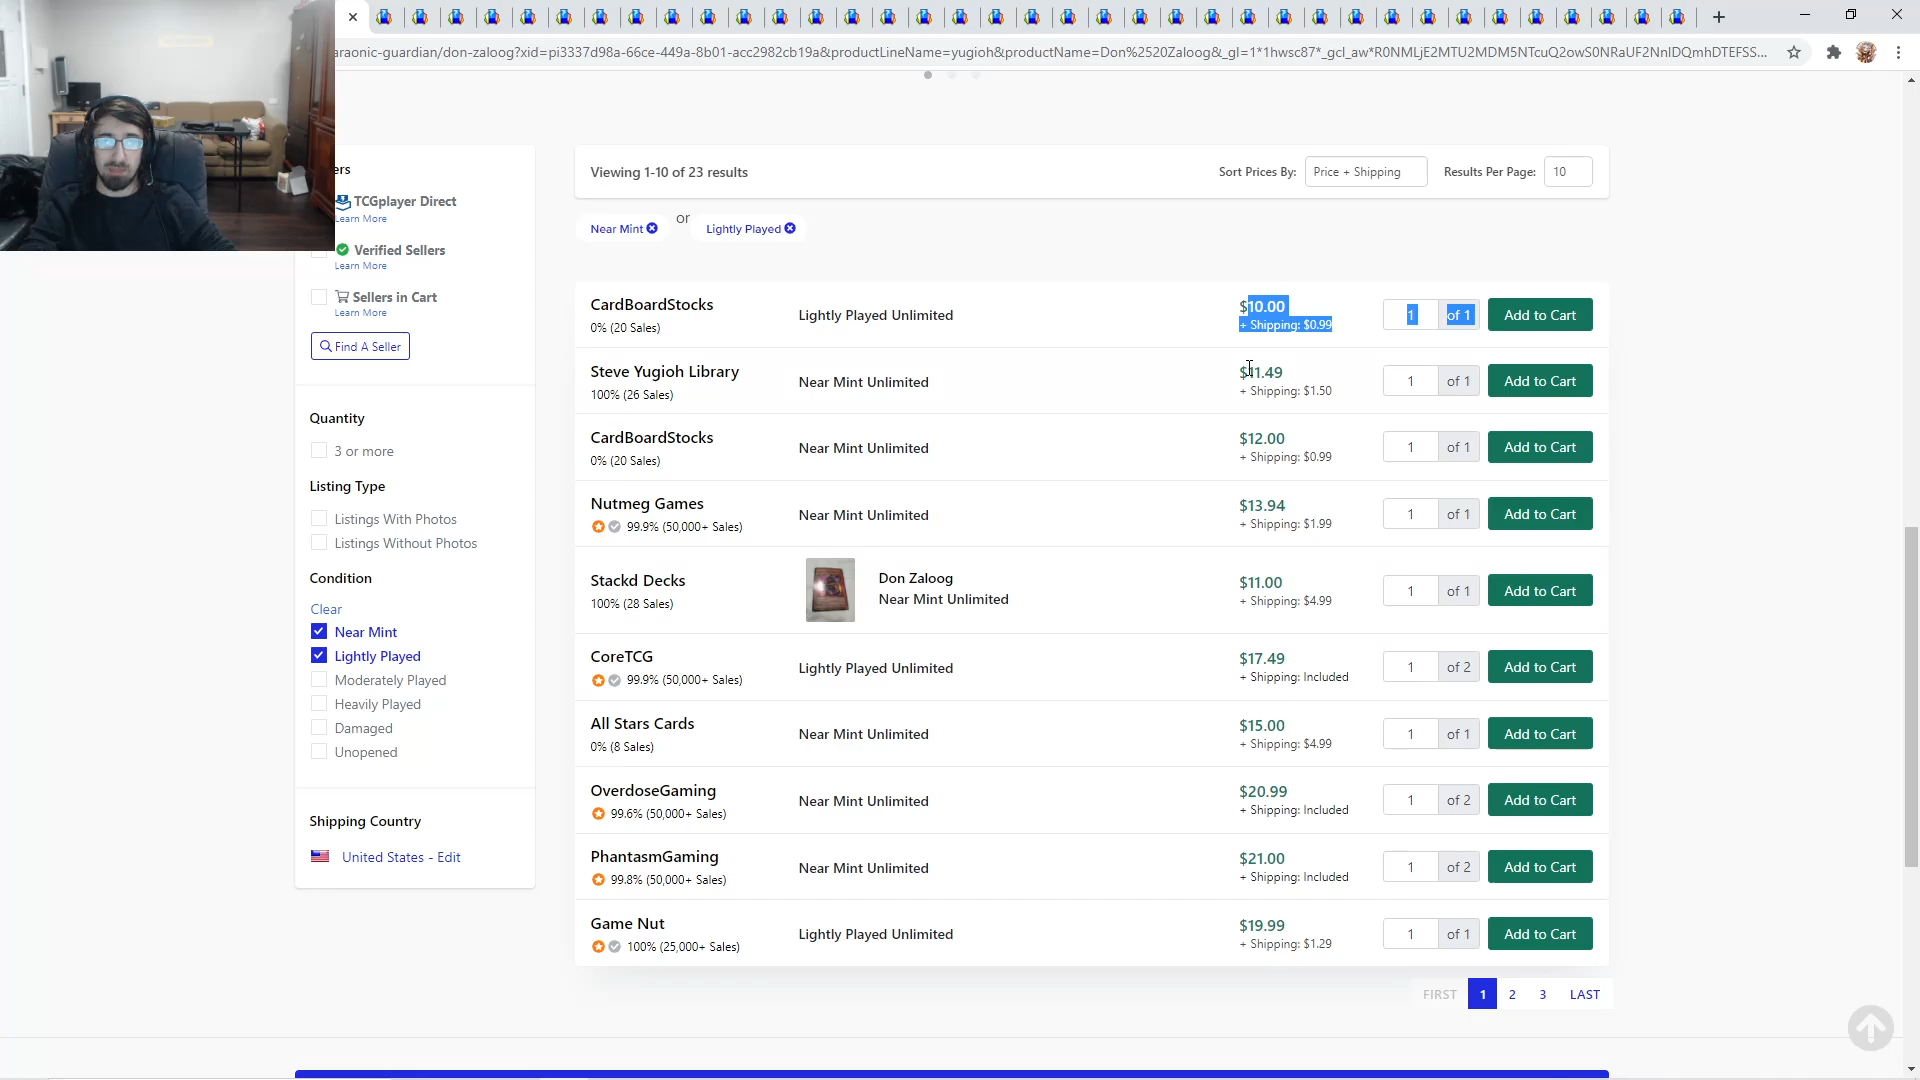 araonic-guardian/don-zaloog?xid=pi3337d98a-66ce-449a-8b01-acc2982cb19a&productLineName=yugioh&productName=Don%2520Zaloog&_gl=1*1hwsc87*_gcl_aw*R0NMLjE2MTU2MDM5NTcuQ2owS0NRaUF2NnlDQmhDTEFSS...
ers
TCGplayer Direct
Learn More
Verified Sellers
Learn More
Sellers in Cart
Learn More
Find A Seller
Quantity
3 or more
Listing Type
Listings With Photos
Listings Without Photos
Condition
Clear
Near Mint
Lightly Played
Moderately Played
Heavily Played
Damaged
Unopened
Shipping Country
United States - Edit
Viewing 1-10 of 23 results
Sort Prices By: Price + Shipping Results Per Page: 10
Near Mint or Lightly Played
CardBoardStocks
0% (20 Sales)
Lightly Played Unlimited
$10.00
+ Shipping: $0.99
1 of 1 Add to Cart
Steve Yugioh Library
100% (26 Sales)
Near Mint Unlimited
$11.49
+ Shipping: $1.50
1 of 1 Add to Cart
CardBoardStocks
0% (20 Sales)
Near Mint Unlimited
$12.00
+ Shipping: $0.99
1 of 1 Add to Cart
Nutmeg Games
99.9% (50,000+ Sales)
Near Mint Unlimited
$13.94
+ Shipping: $1.99
1 of 1 Add to Cart
Stackd Decks
100% (28 Sales)
Don Zaloog
Near Mint Unlimited
$11.00
+ Shipping: $4.99
1 of 1 Add to Cart
CoreTCG
99.9% (50,000+ Sales)
Lightly Played Unlimited
$17.49
+ Shipping: Included
1 of 2 Add to Cart
All Stars Cards
0% (8 Sales)
Near Mint Unlimited
$15.00
+ Shipping: $4.99
1 of 1 Add to Cart
OverdoseGaming
99.6% (50,000+ Sales)
Near Mint Unlimited
$20.99
+ Shipping: Included
1 of 2 Add to Cart
PhantasmGaming
99.8% (50,000+ Sales)
Near Mint Unlimited
$21.00
+ Shipping: Included
1 of 2 Add to Cart
Game Nut
100% (25,000+ Sales)
Lightly Played Unlimited
$19.99
+ Shipping: $1.29
1 of 1 Add to Cart
FIRST 1 2 3 LAST